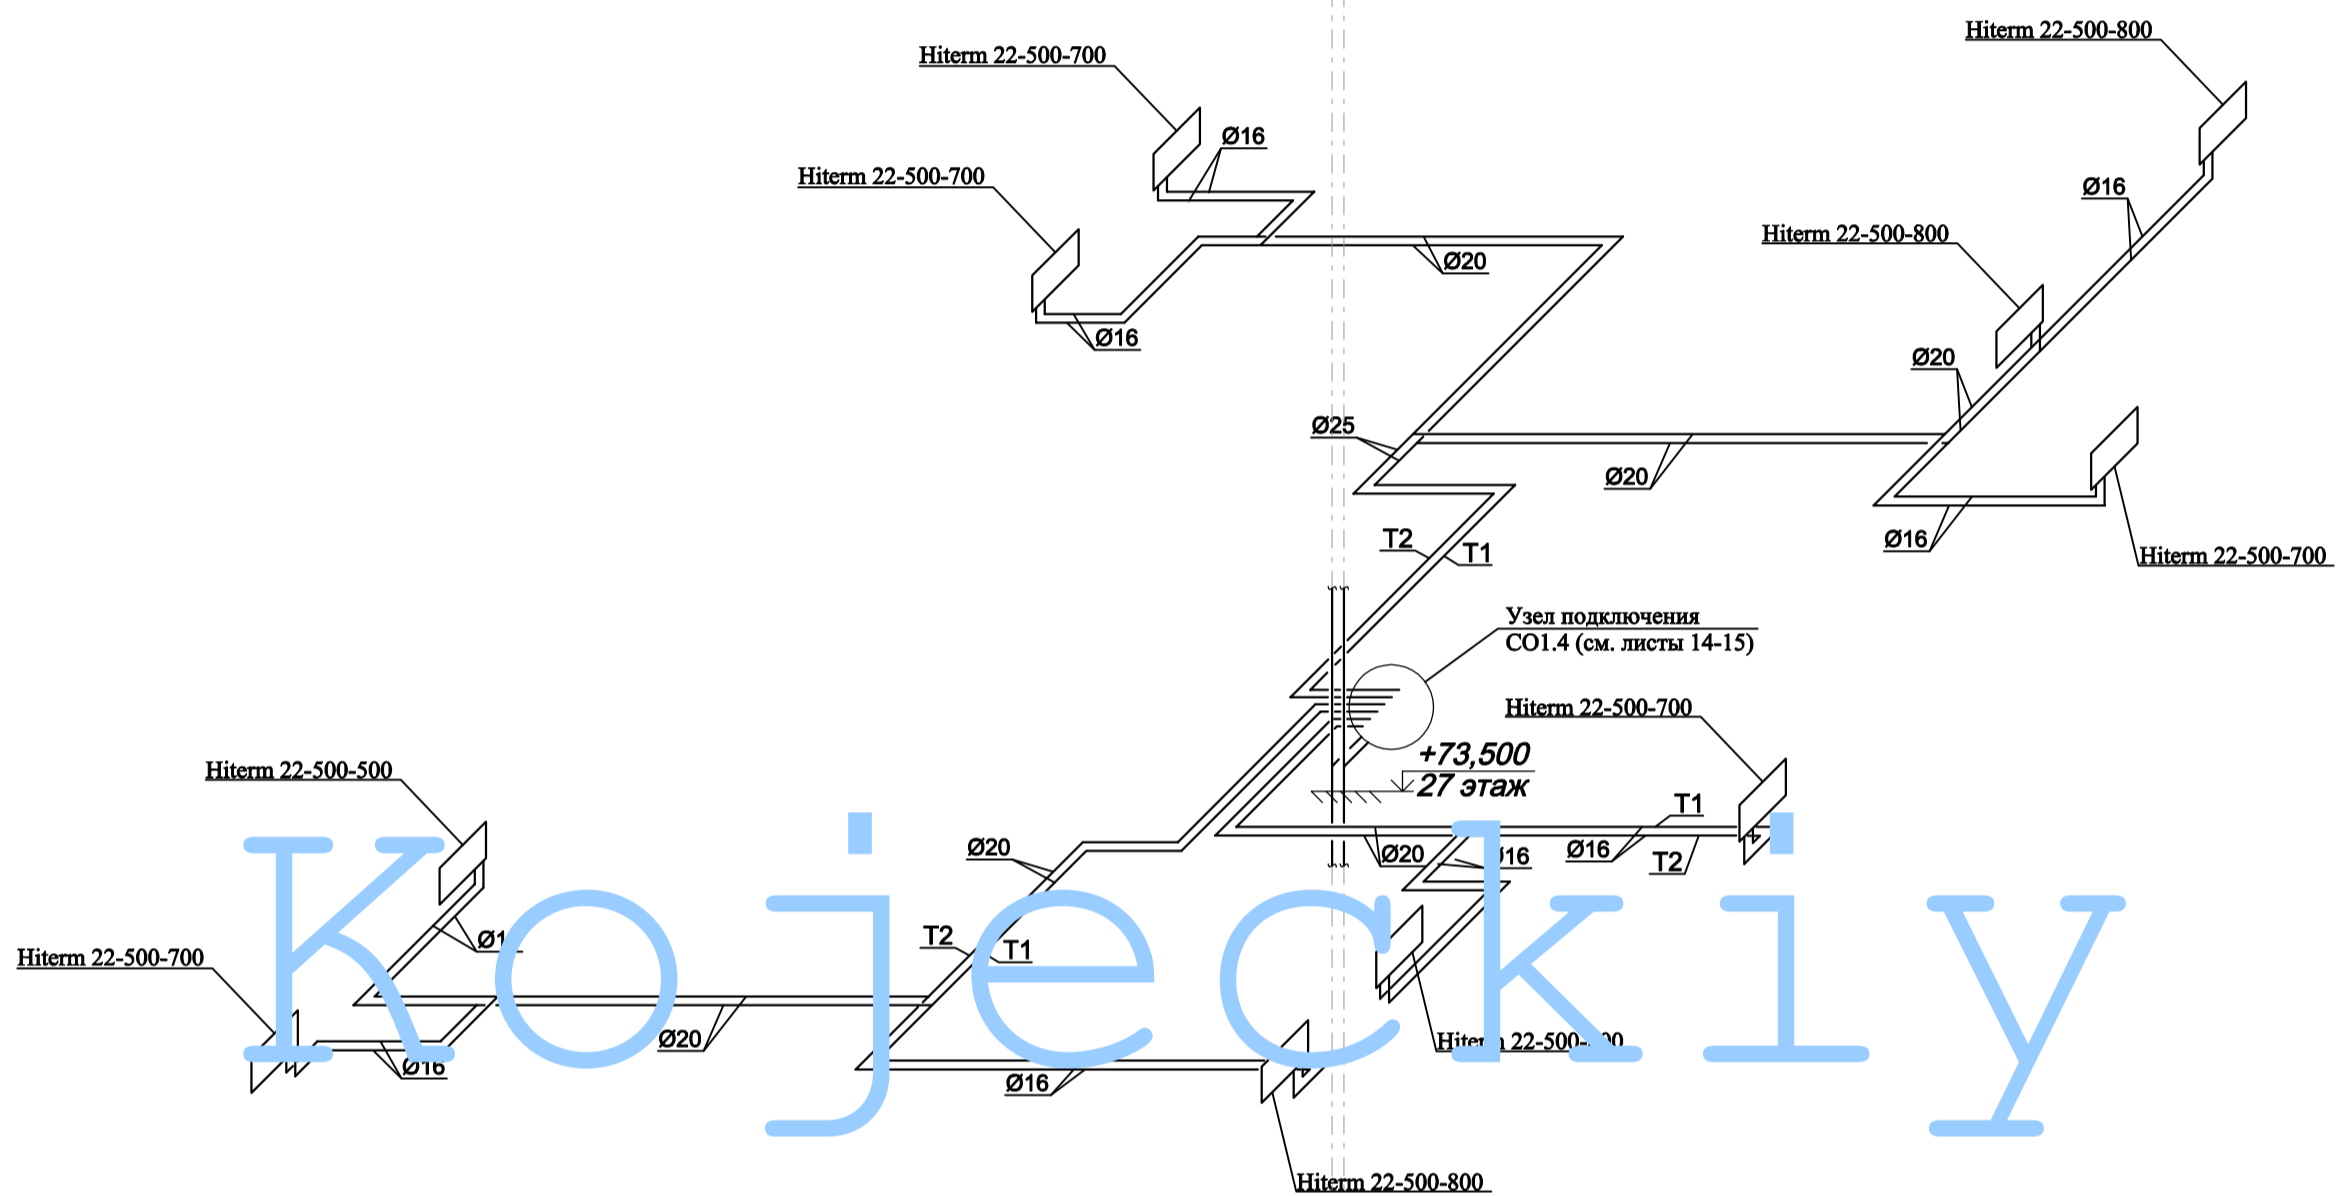 Hiterm 22-500-800
Hiterm 22-500-700
Ø16
Hiterm 22-500-700
Ø16
Hiterm 22-500-800
Ø20
Ø16
Ø20
Ø25
Ø20
Ø16
T2
T1
Hiterm 22-500-700
Узел подключения
СО1.4 (см. листы 14-15)
Hiterm 22-500-700
+73,500
27 этаж
Hiterm 22-500-500
T1
Ø20
Ø20
Ø16
Ø16
T2
Kojeckiy
T2
T1
Hiterm 22-500-700
Ø20
Ø16
Ø16
Hiterm 22-500-800